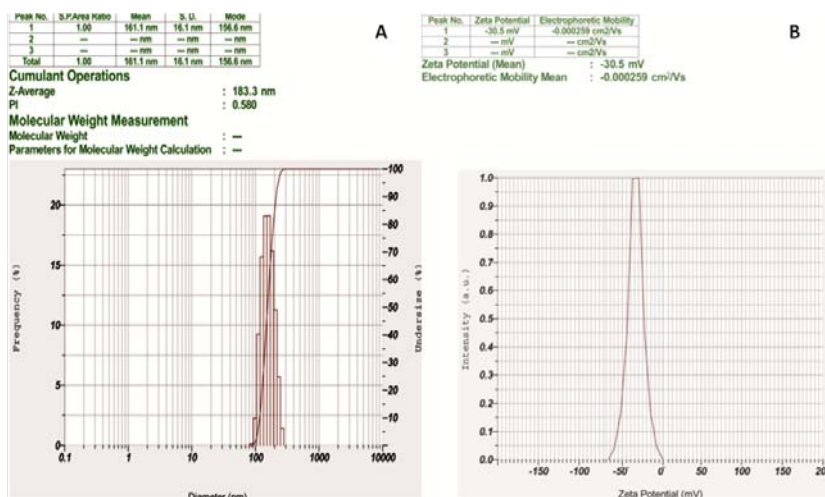 Peak No. S.P.Area Ratio Mean S. D. Mode
1 1.00 161.1 nm 16.1 nm 156.6 nm
2 --- --- nm --- nm --- nm
3 --- --- nm --- nm --- nm
Total 1.00 161.1 nm 16.1 nm 156.6 nm
Cumulant Operations
Z-Average : 183.3 nm
PI : 0.580
Molecular Weight Measurement
Molecular Weight : ---
Parameters for Molecular Weight Calculation : ---
A
Frequency (%)
20
15
10
5
0
0.1 1 10 100 1000 10000
Diameter (nm)
100
90
80
70
60
50
40
30
20
10
0
Undersize (%)
Peak No. Zeta Potential Electrophoretic Mobility
1 -30.5 mV -0.000259 cm2/Vs
2 --- mV --- cm2/Vs
3 --- mV --- cm2/Vs
Zeta Potential (Mean) : -30.5 mV
Electrophoretic Mobility Mean : -0.000259 cm²/Vs
B
Intensity (a.u.)
1.0
0.9
0.8
0.7
0.6
0.5
0.4
0.3
0.2
0.1
0.0
-150 -100 -50 0 50 100 150 200
Zeta Potential (mV)